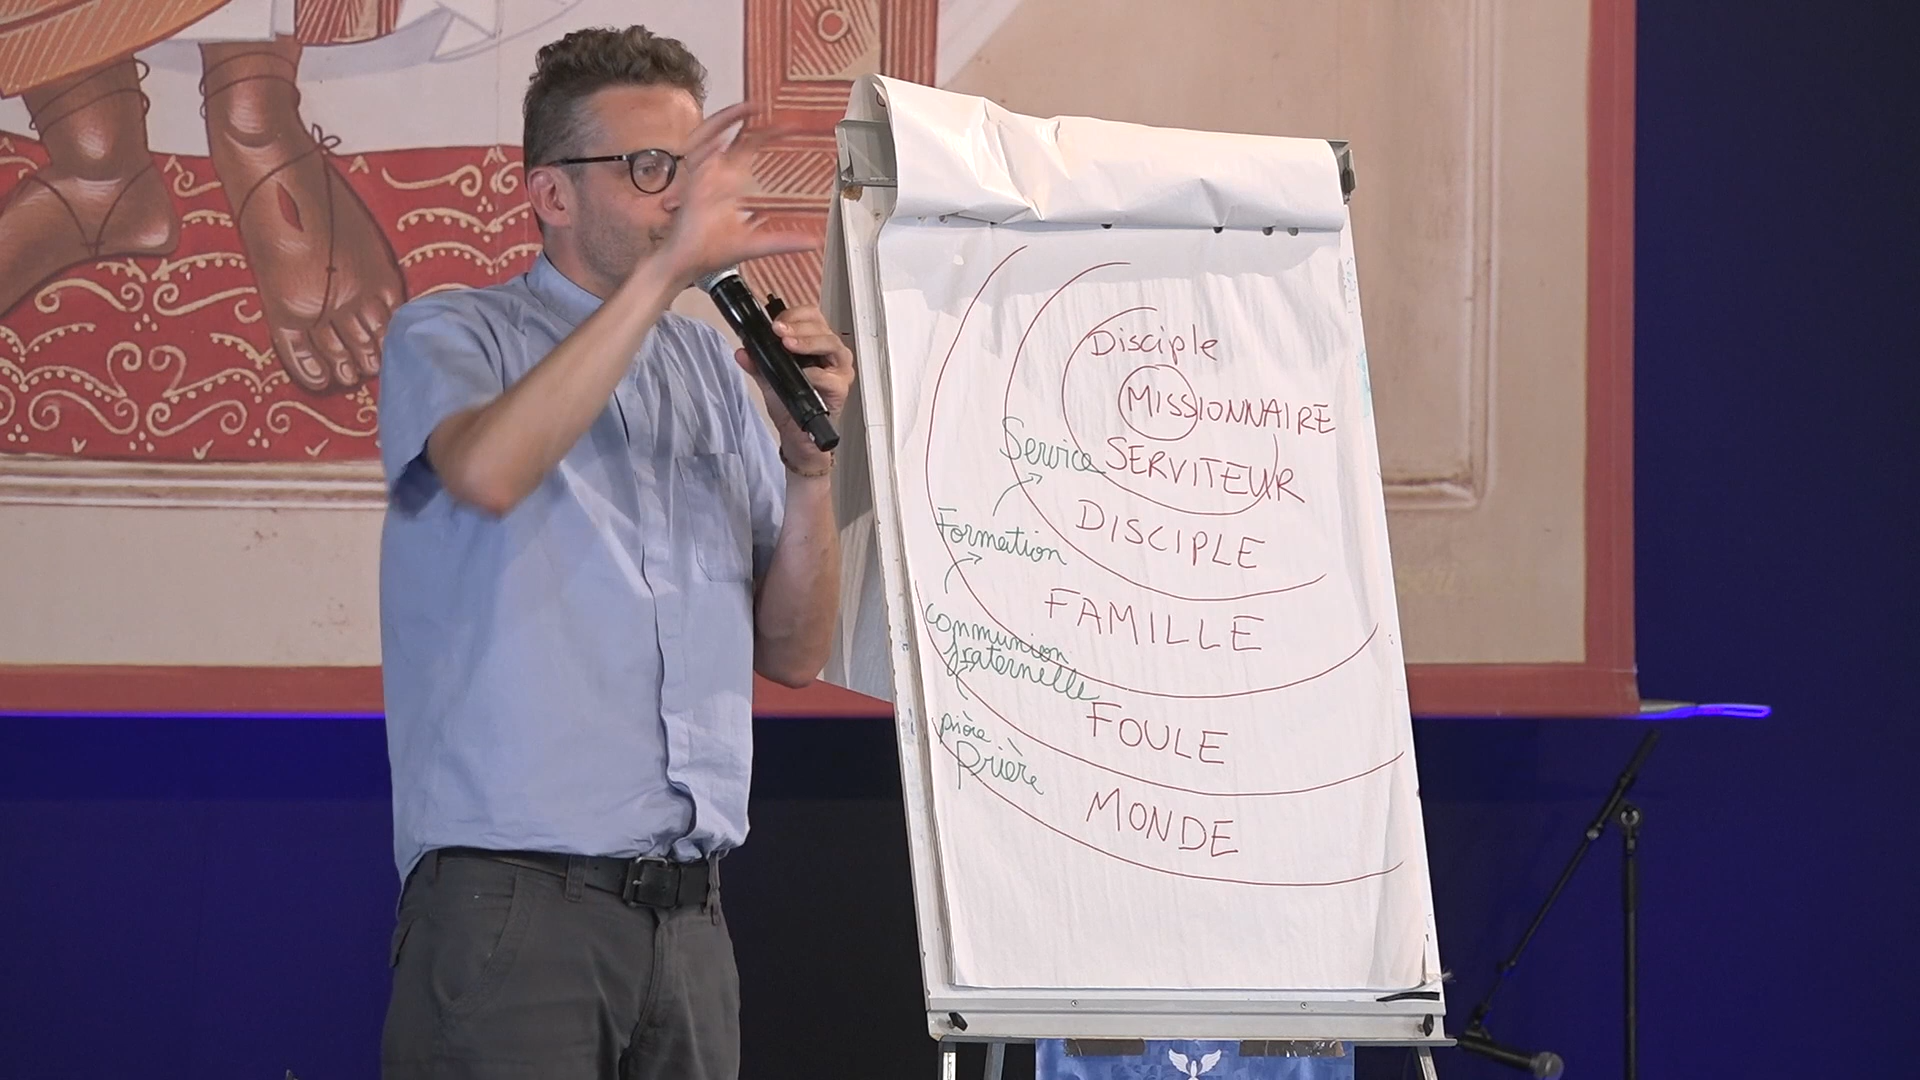 Disciple
MISSIONNAIRE
Service SERVITEUR
DISCIPLE
Formation
FAMILLE
communion
fraternelle
FOULE
prière
Prière
MONDE